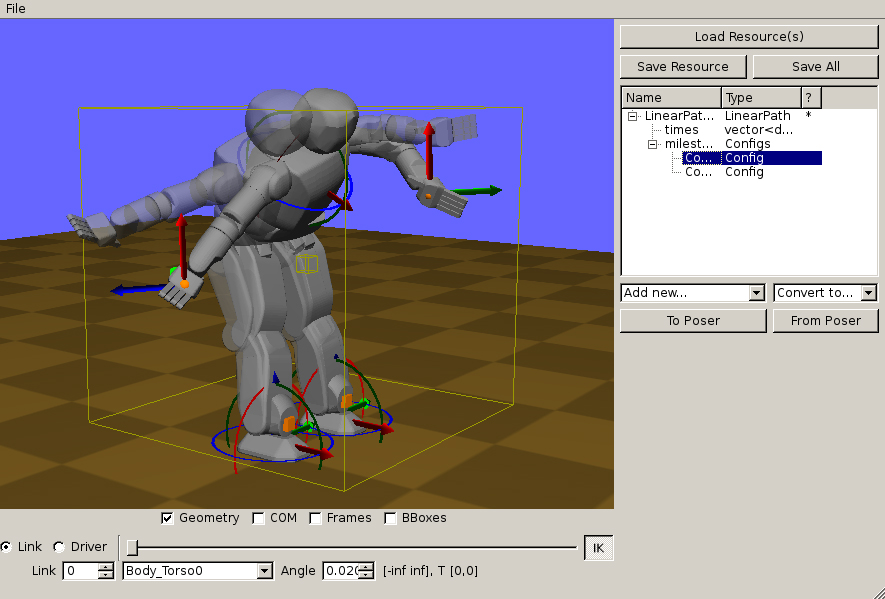 File
Load Resource(s)
Save Resource Save All
Name Type ?
LinearPat... LinearPath *
times vector<d...
milest... Configs
Co... Config
Co... Config
Add new... Convert to...
To Poser From Poser
Geometry COM Frames BBoxes
Link Driver IK
Link 0 Body_Torso0 Angle 0.020 [-inf inf], T [0,0]